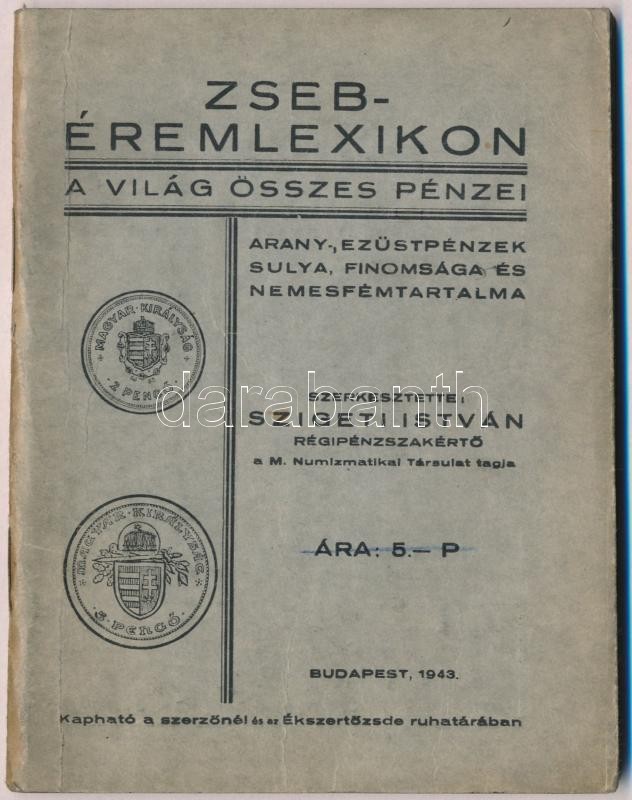 ZSEB-
ÉREMLEXIKON
A VILÁG ÖSSZES PÉNZEI
ARANY-, EZÜSTPÉNZEK
SULYA, FINOMSÁGA ÉS
NEMESFÉMTARTALMA
MAGYAR · KIRÁLYSÁG
· 2 PENGŐ ·
SZERKESZTETTE:
SZIGETI ISTVÁN
RÉGIPÉNZSZAKÉRTŐ
a M. Numizmatikai Társulat tagja
darabanth
MAGYAR · KIRÁLYSÁG
· 5 · PENGŐ ·
ÁRA: 5.— P
BUDAPEST, 1943.
Kapható a szerzőnél és az Ékszertőzsde ruhatárában